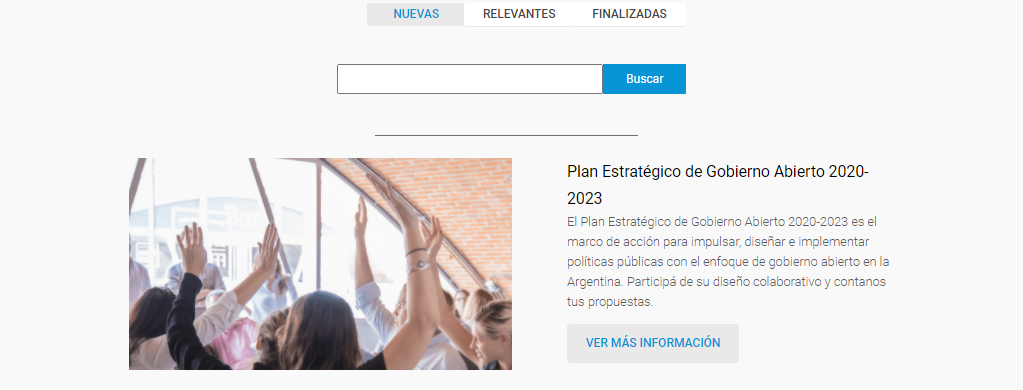 NUEVAS RELEVANTES FINALIZADAS
Buscar
Plan Estratégico de Gobierno Abierto 2020-
2023
El Plan Estratégico de Gobierno Abierto 2020-2023 es el
marco de acción para impulsar, diseñar e implementar
políticas públicas con el enfoque de gobierno abierto en la
Argentina. Participá de su diseño colaborativo y contanos
tus propuestas.
VER MÁS INFORMACIÓN